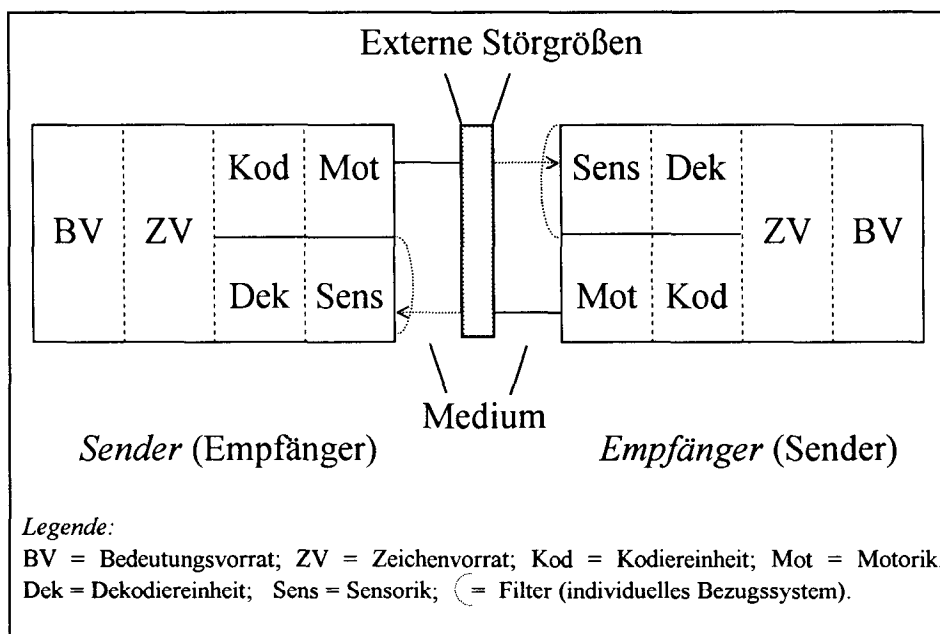 Externe Störgrößen
Kod Mot Sens Dek
BV ZV ZV BV
Dek Sens Mot Kod
Medium
Sender (Empfänger) Empfänger (Sender)
Legende:
BV = Bedeutungsvorrat; ZV = Zeichenvorrat; Kod = Kodiereinheit; Mot = Motorik.
Dek = Dekodiereinheit; Sens = Sensorik; ( = Filter (individuelles Bezugssystem).